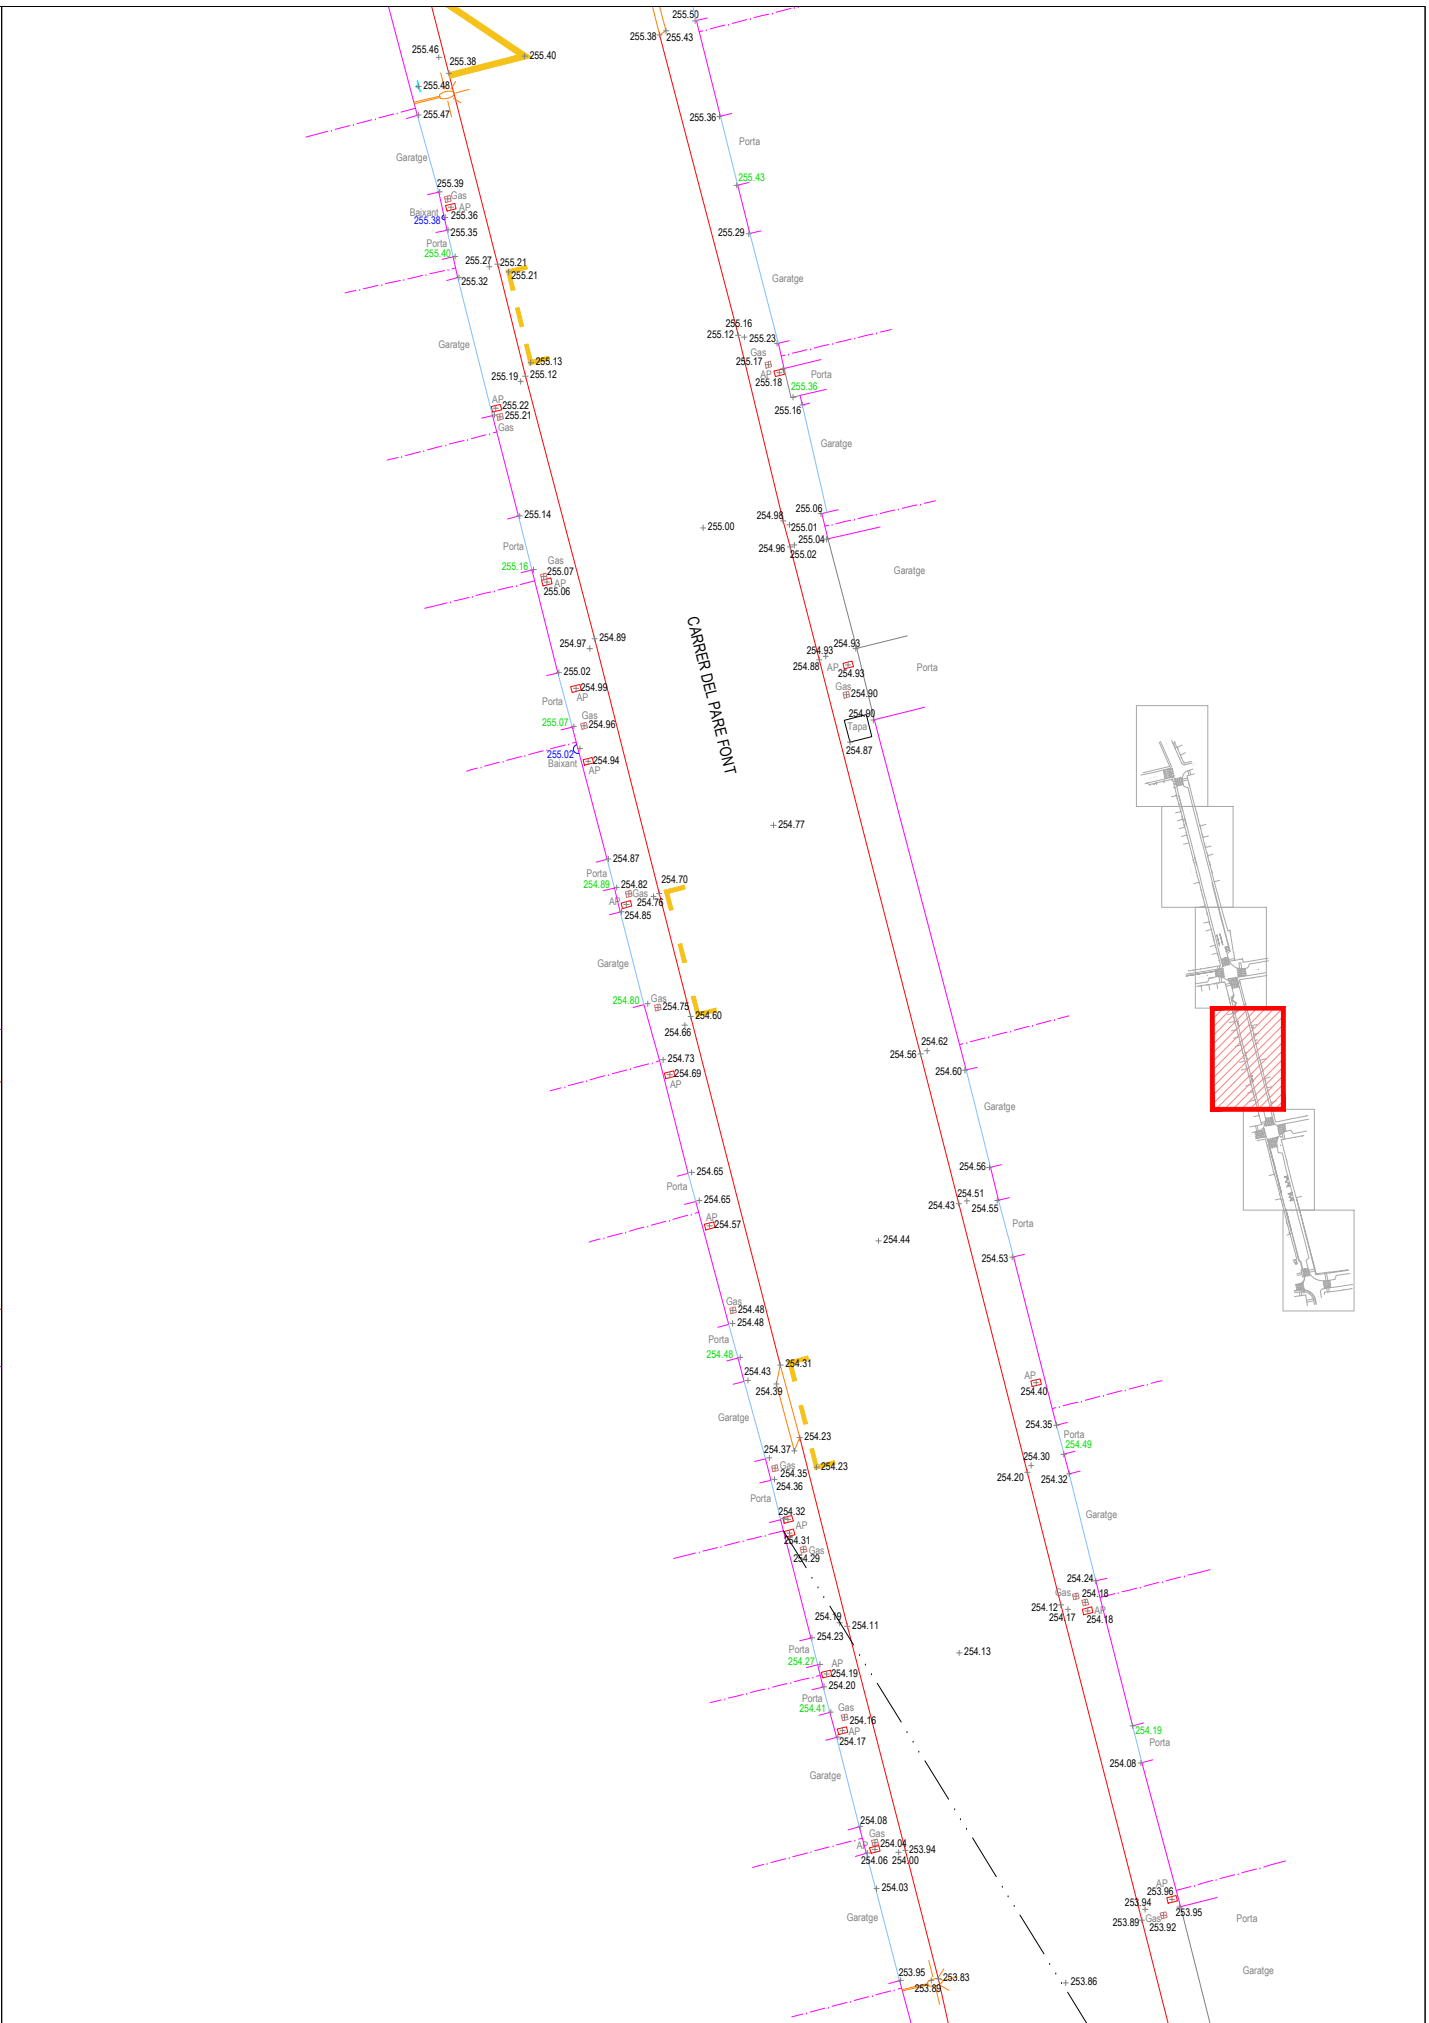 255.50
255.38
255.43
255.46
255.38
255.40
255.48
255.47
255.36
Porta
Garatge
255.43
255.39
Gas
AP
Baixant
255.38
255.36
255.35
255.29
Porta
255.40
255.27
255.21
255.21
255.32
Garatge
255.16
255.12
255.23
Garatge
Gas
255.17
255.13
255.19
255.12
AP
255.18
Porta
255.36
AP
255.22
255.21
Gas
255.16
Garatge
255.14
254.98
255.06
255.00
255.01
255.04
Porta
254.96
255.02
Gas
255.16
255.07
AP
255.06
Garatge
CARRER DEL PARE FONT
254.97
254.89
254.93
254.93
254.88
AP
254.93
Porta
255.02
254.99
AP
Porta
Gas
254.90
255.07
Gas
254.96
254.90
Tapa
254.87
255.02
Baixant
254.94
AP
254.77
254.87
Porta
254.89
254.82
Gas
254.70
AP
254.76
254.85
Garatge
254.80
Gas
254.75
254.60
254.66
254.62
254.56
254.73
254.69
AP
254.60
Garatge
254.65
254.56
Porta
254.65
254.51
254.43
254.55
AP
254.57
Porta
254.44
254.53
Gas
254.48
254.48
Porta
254.48
254.31
254.43
254.39
AP
254.40
Garatge
254.35
Porta
254.23
254.49
254.37
254.30
Gas
254.35
254.23
254.20
254.32
254.36
Porta
254.32
AP
Garatge
254.31
Gas
254.29
254.24
Gas
254.18
254.12
254.17
AP
254.18
254.19
254.11
254.23
Porta
254.13
254.27
AP
254.19
254.20
Porta
254.41
Gas
254.16
AP
254.17
254.19
Porta
254.08
Garatge
254.08
Gas
254.04
AP
253.94
254.06
254.00
254.03
AP
253.96
253.94
Garatge
253.89
Gas
253.92
253.95
Porta
Garatge
253.95
253.83
253.89
253.86